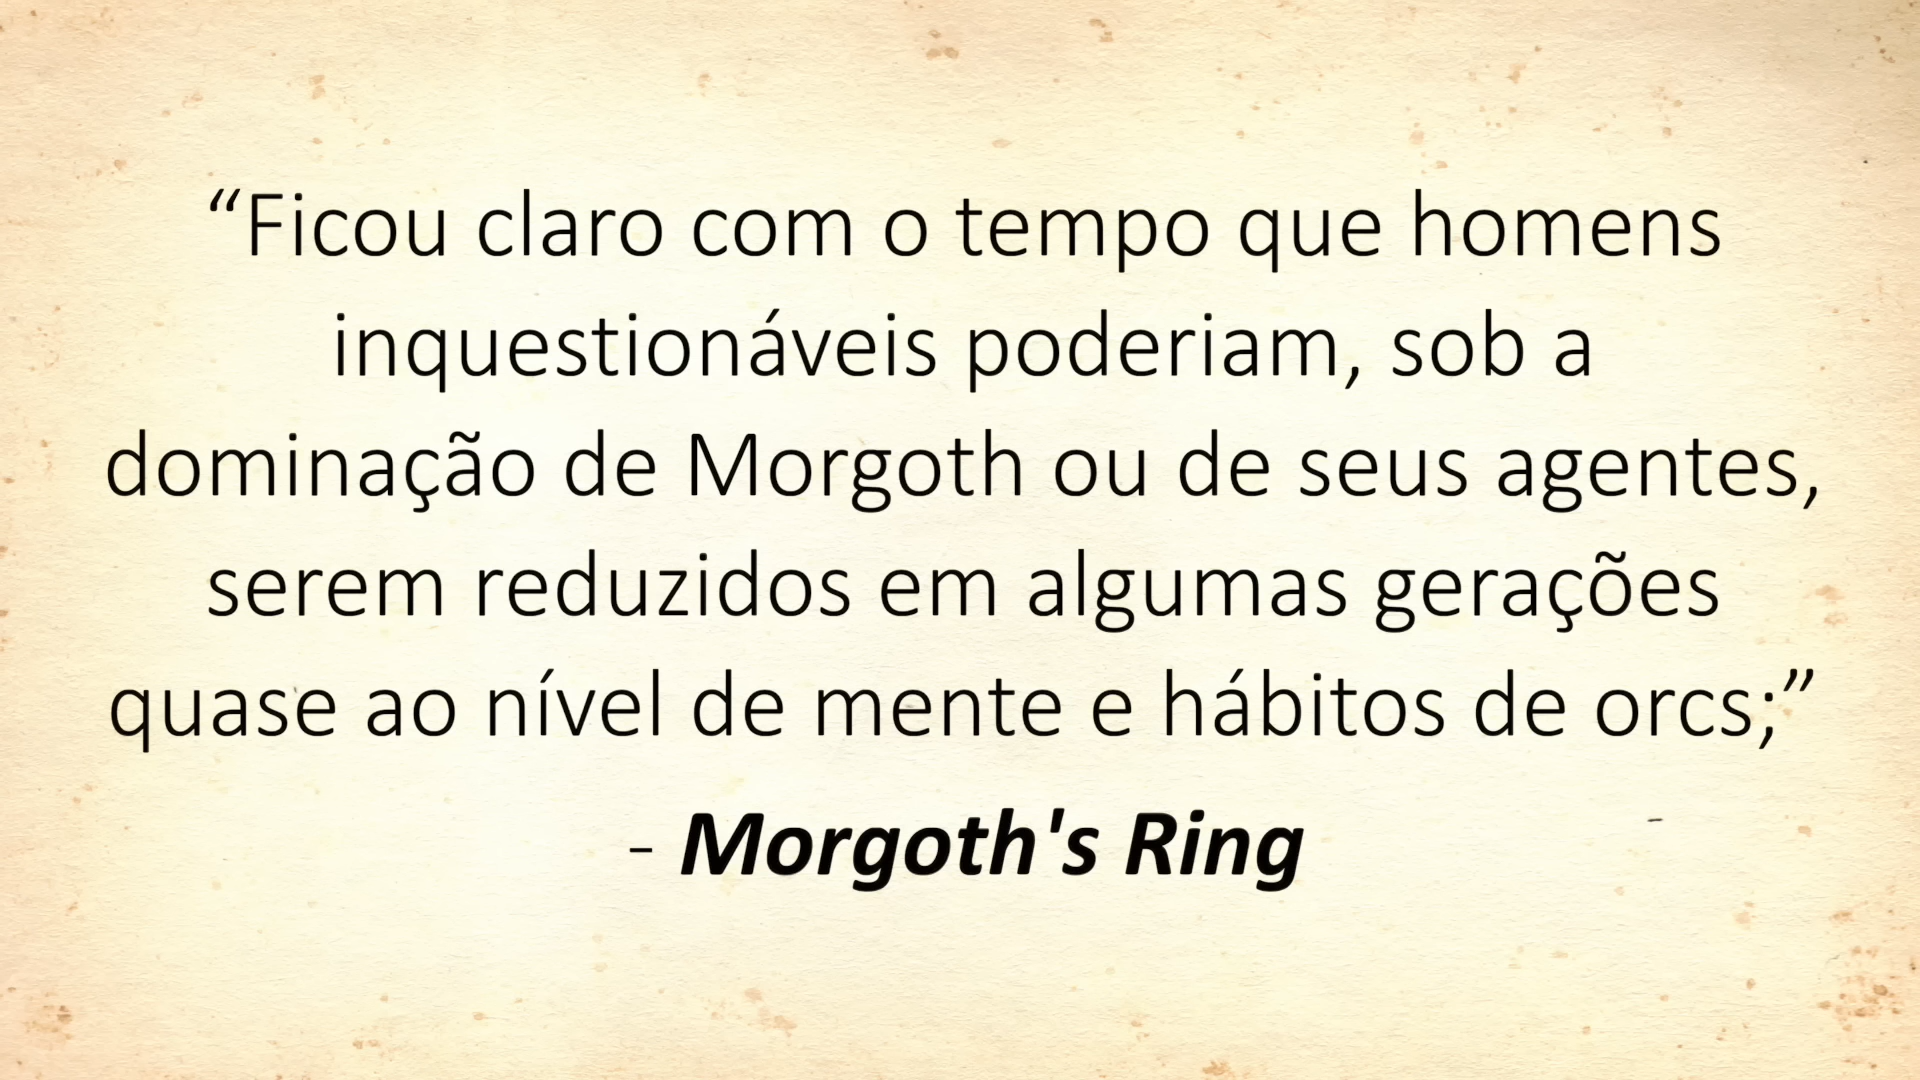 “Ficou claro com o tempo que homens
inquestionáveis poderiam, sob a
dominação de Morgoth ou de seus agentes,
serem reduzidos em algumas gerações
quase ao nível de mente e hábitos de orcs;”
- Morgoth's Ring